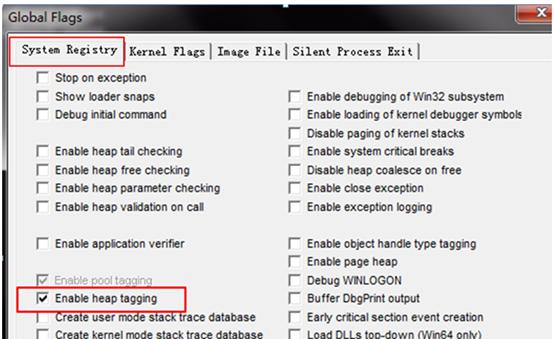 Global Flags
System Registry Kernel Flags Image File Silent Process Exit
Stop on exception
Show loader snaps
Debug initial command
Enable heap tail checking
Enable heap free checking
Enable heap parameter checking
Enable heap validation on call
Enable application verifier
Enable pool tagging
Enable heap tagging
Create user mode stack trace database
Create kernel mode stack trace database
Enable debugging of Win32 subsystem
Enable loading of kernel debugger symbols
Disable paging of kernel stacks
Enable system critical breaks
Disable heap coalesce on free
Enable close exception
Enable exception logging
Enable object handle type tagging
Enable page heap
Debug WINLOGON
Buffer DbgPrint output
Early critical section event creation
Load DLLs top-down (Win64 only)